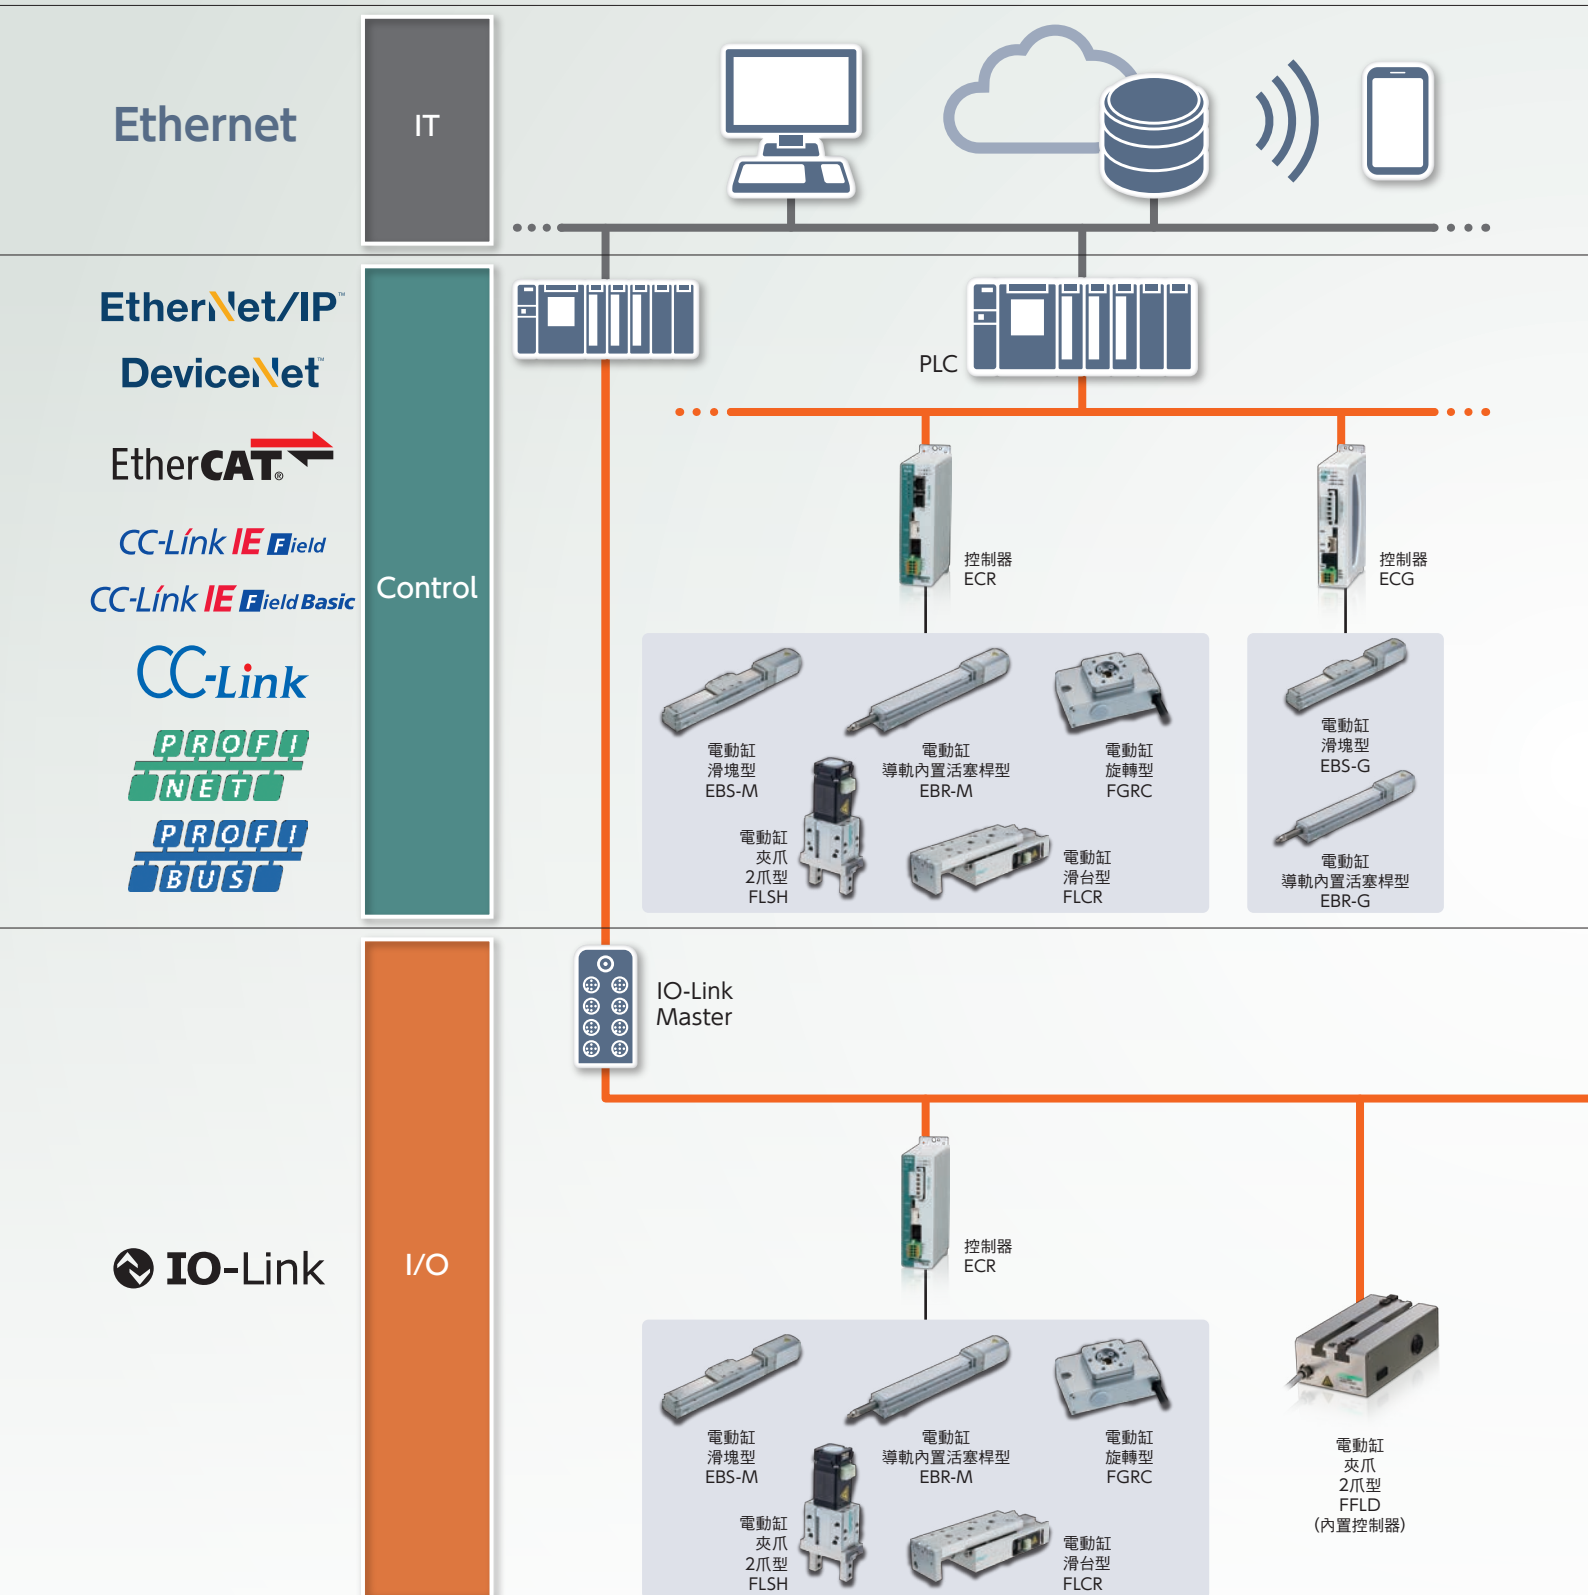 Ethernet
IT
EtherNet/IP™
DeviceNet™
EtherCAT®
CC-Link IE Field
CC-Link IE Field Basic
CC-Link
PROFI
NET
PROFI
BUS
Control
PLC
控制器
ECR
控制器
ECG
電動缸
滑塊型
EBS-M
電動缸
導軌內置活塞桿型
EBR-M
電動缸
旋轉型
FGRC
電動缸
夾爪
2爪型
FLSH
電動缸
滑台型
FLCR
電動缸
滑塊型
EBS-G
電動缸
導軌內置活塞桿型
EBR-G
IO-Link
I/O
IO-Link
Master
控制器
ECR
電動缸
滑塊型
EBS-M
電動缸
導軌內置活塞桿型
EBR-M
電動缸
旋轉型
FGRC
電動缸
夾爪
2爪型
FLSH
電動缸
滑台型
FLCR
電動缸
夾爪
2爪型
FFLD
(內置控制器)